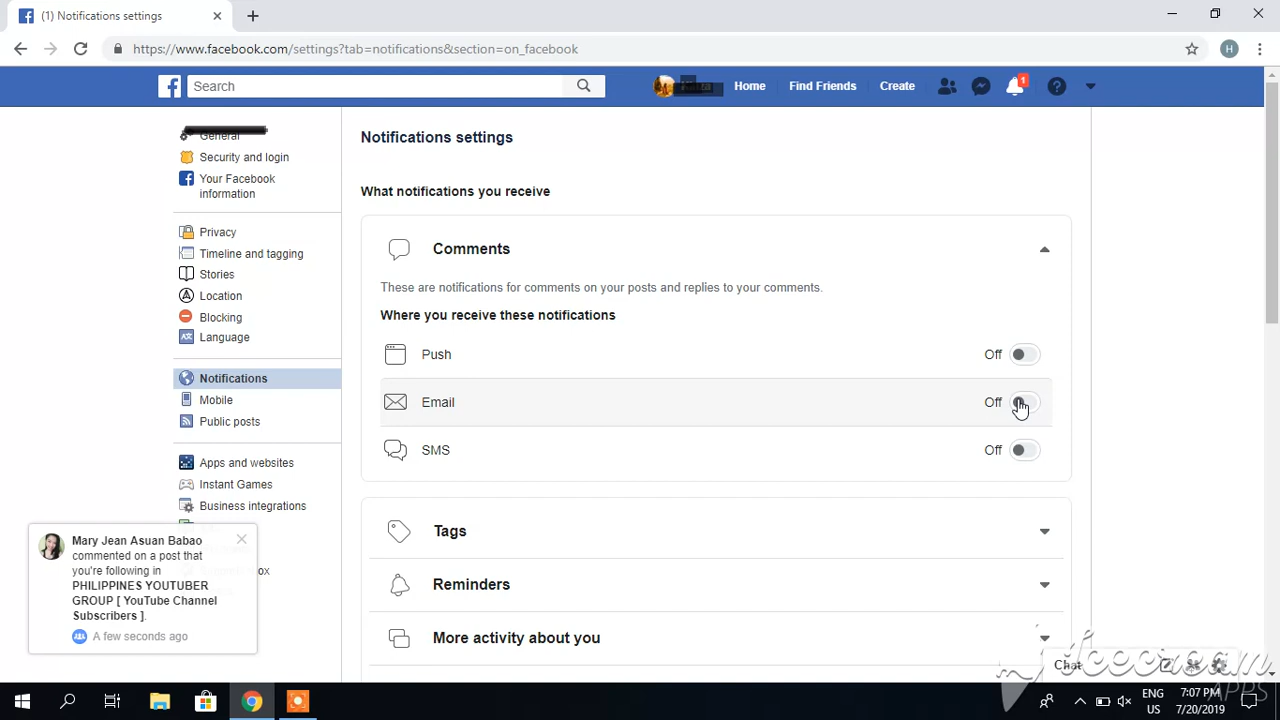 (1) Notifications settings
https://www.facebook.com/settings?tab=notifications&section=on_facebook
H
Search
Home
Find Friends
Create
1
General
Security and login
Your Facebook
information
Privacy
Timeline and tagging
Stories
Location
Blocking
Language
Notifications
Mobile
Public posts
Apps and websites
Instant Games
Business integrations
Notifications settings
What notifications you receive
Comments
These are notifications for comments on your posts and replies to your comments.
Where you receive these notifications
Push
Off
Email
Off
SMS
Off
Tags
Reminders
More activity about you
Mary Jean Asuan Babao
commented on a post that
you're following in
PHILIPPINES YOUTUBER
GROUP [ YouTube Channel
Subscribers ].
A few seconds ago
Chat
icecream
APPS
ENG
US
7:07 PM
7/20/2019